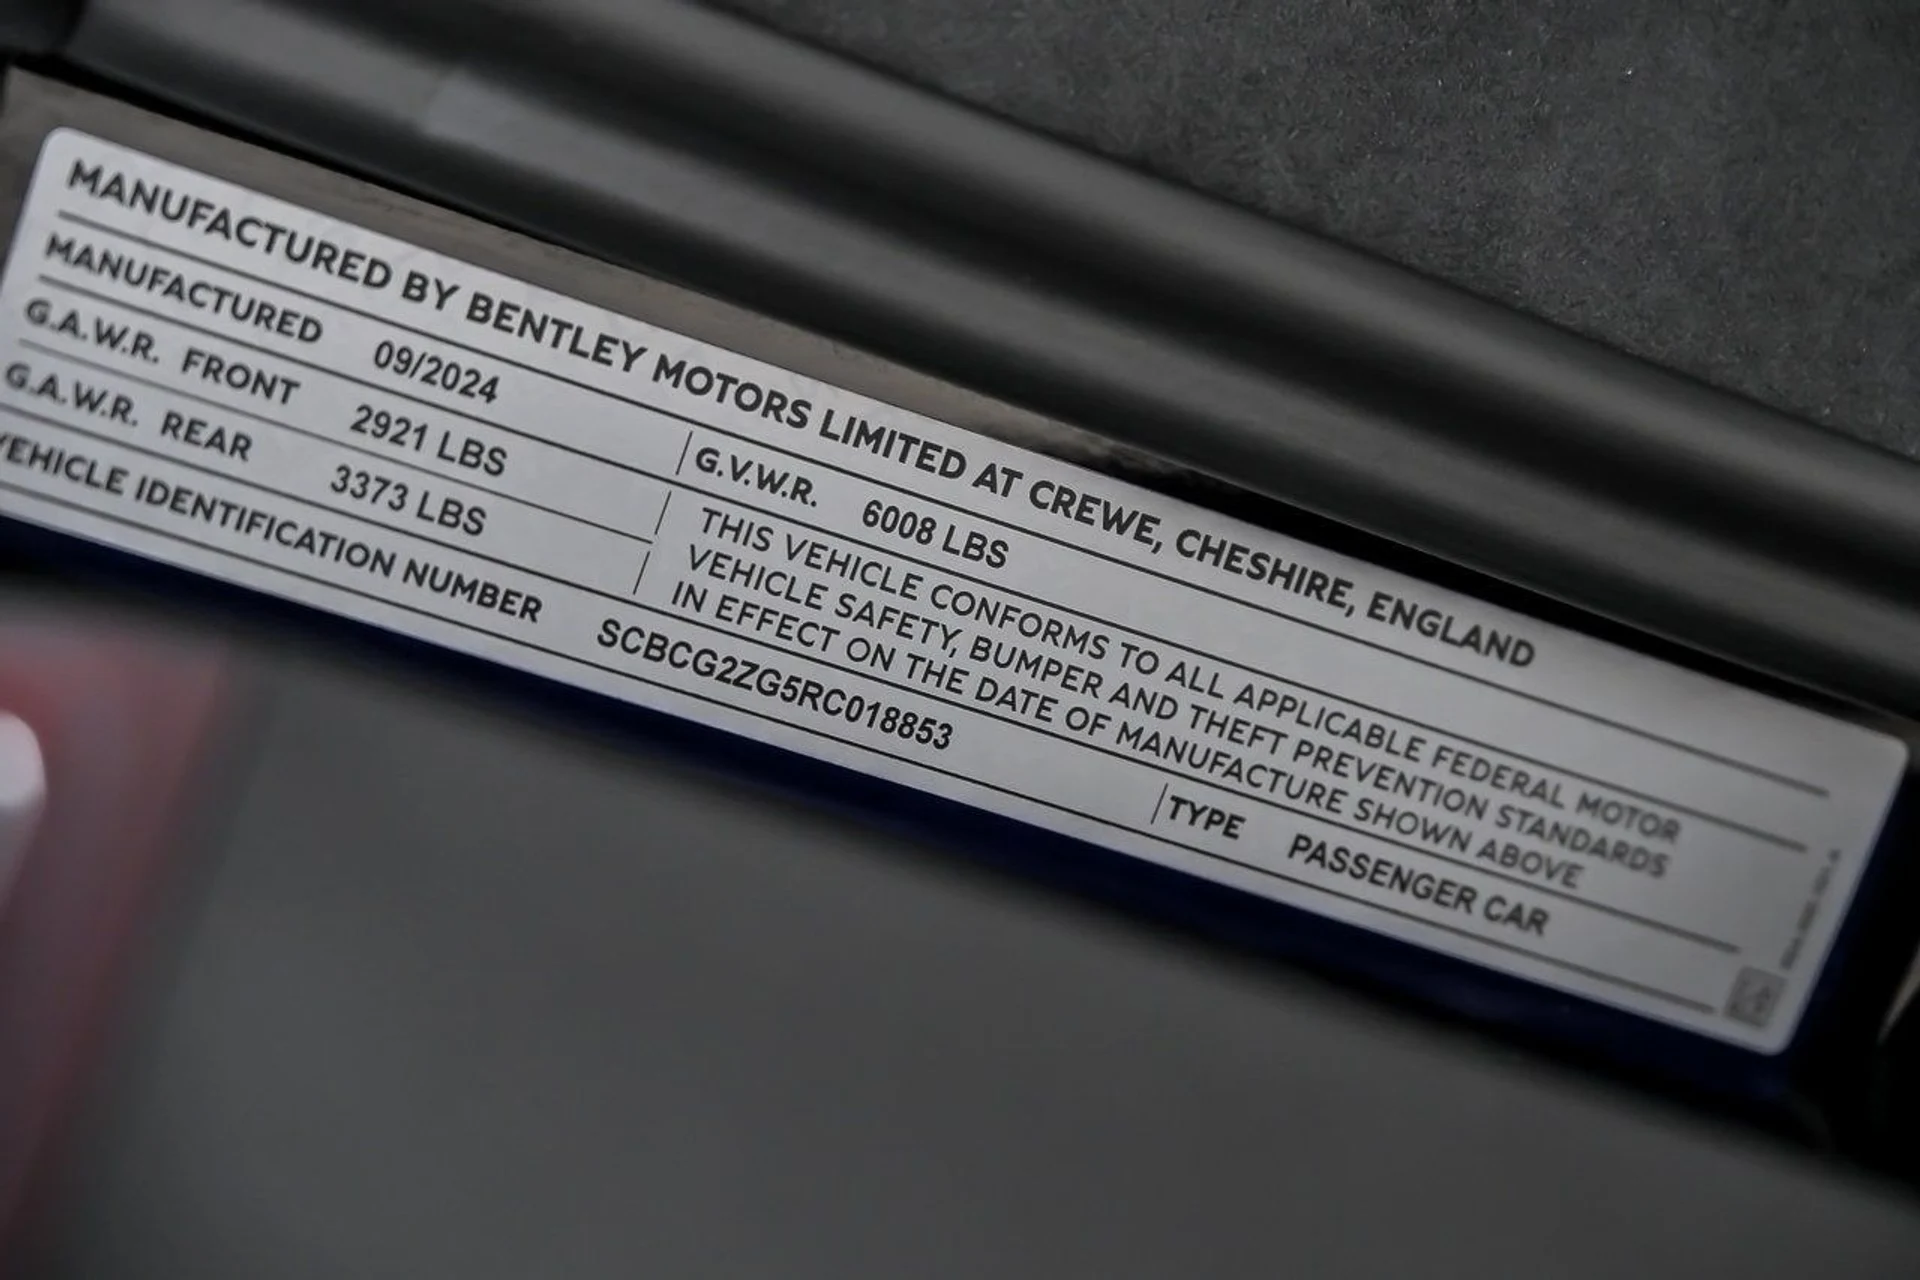 MANUFACTURED BY BENTLEY MOTORS LIMITED AT CREWE, CHESHIRE, ENGLAND
MANUFACTURED 09/2024
G.V.W.R. 6008 LBS
G.A.W.R. FRONT 2921 LBS
G.A.W.R. REAR 3373 LBS
THIS VEHICLE CONFORMS TO ALL APPLICABLE FEDERAL MOTOR
VEHICLE SAFETY, BUMPER AND THEFT PREVENTION STANDARDS
IN EFFECT ON THE DATE OF MANUFACTURE SHOWN ABOVE
VEHICLE IDENTIFICATION NUMBER SCBCG2ZG5RC018853
TYPE PASSENGER CAR